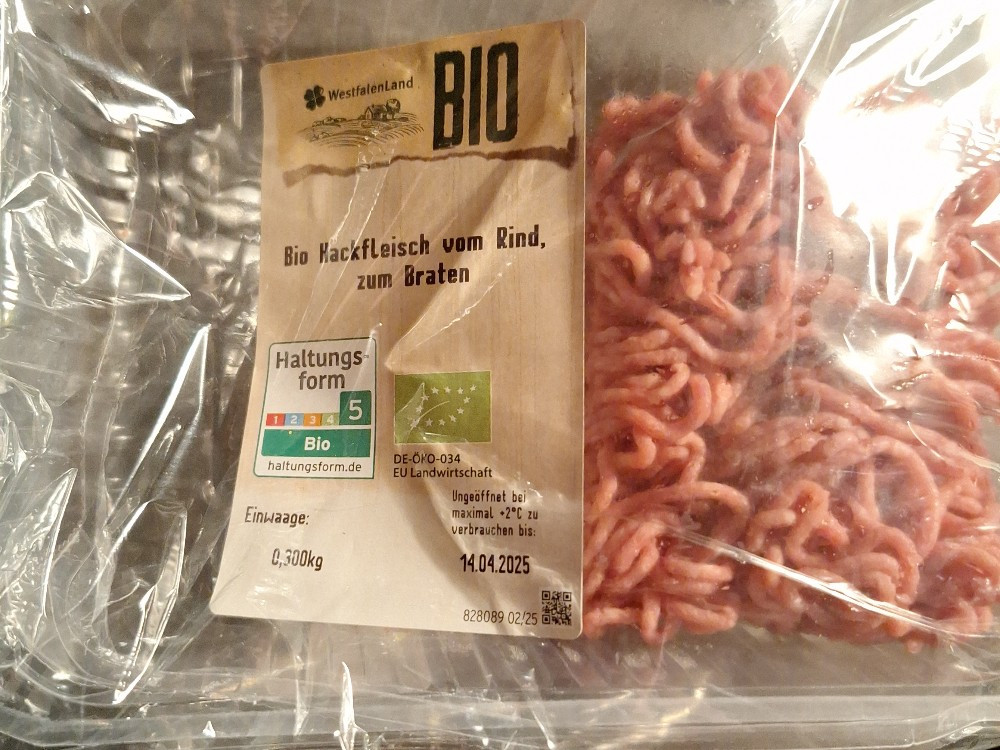 WestfalenLand
BIO
Bio Hackfleisch vom Rind,
zum Braten
Haltungs-
form
1 2 3 4 5
Bio
haltungsform.de
DE-ÖKO-034
EU Landwirtschaft
Ungeöffnet bei
maximal +2°C zu
verbrauchen bis:
14.04.2025
Einwaage:
0,300kg
828089 02/25